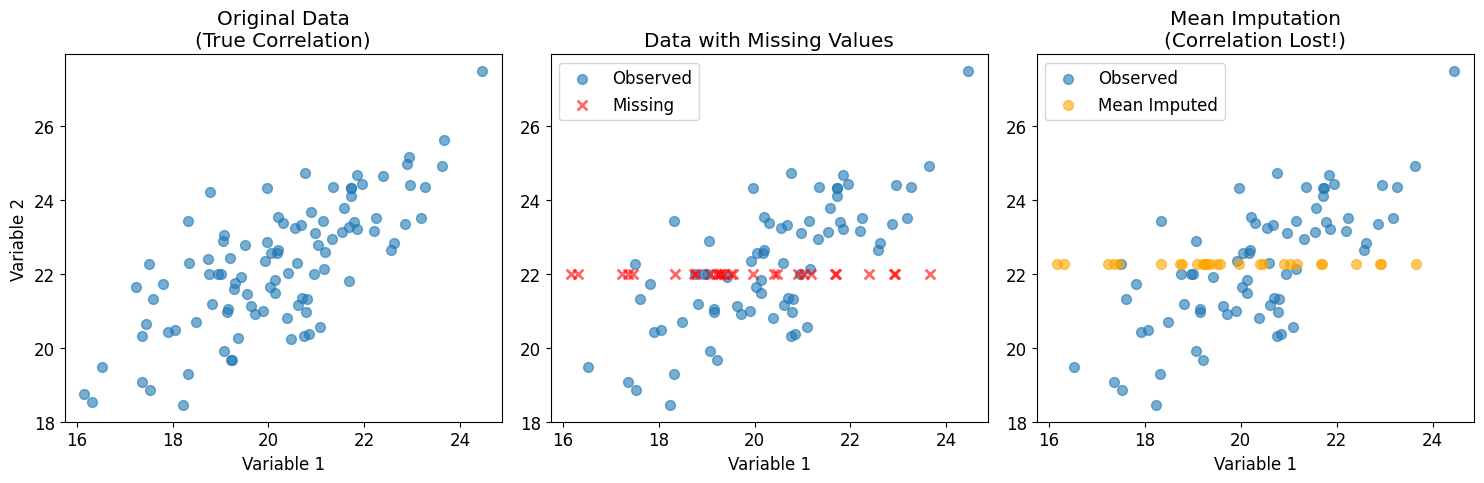 Original Data
(True Correlation)
Variable 2
26
24
22
20
18
16
18
20
22
24
Variable 1
Data with Missing Values
Observed
Missing
26
24
22
20
18
16
18
20
22
24
Variable 1
Mean Imputation
(Correlation Lost!)
Observed
Mean Imputed
26
24
22
20
18
16
18
20
22
24
Variable 1